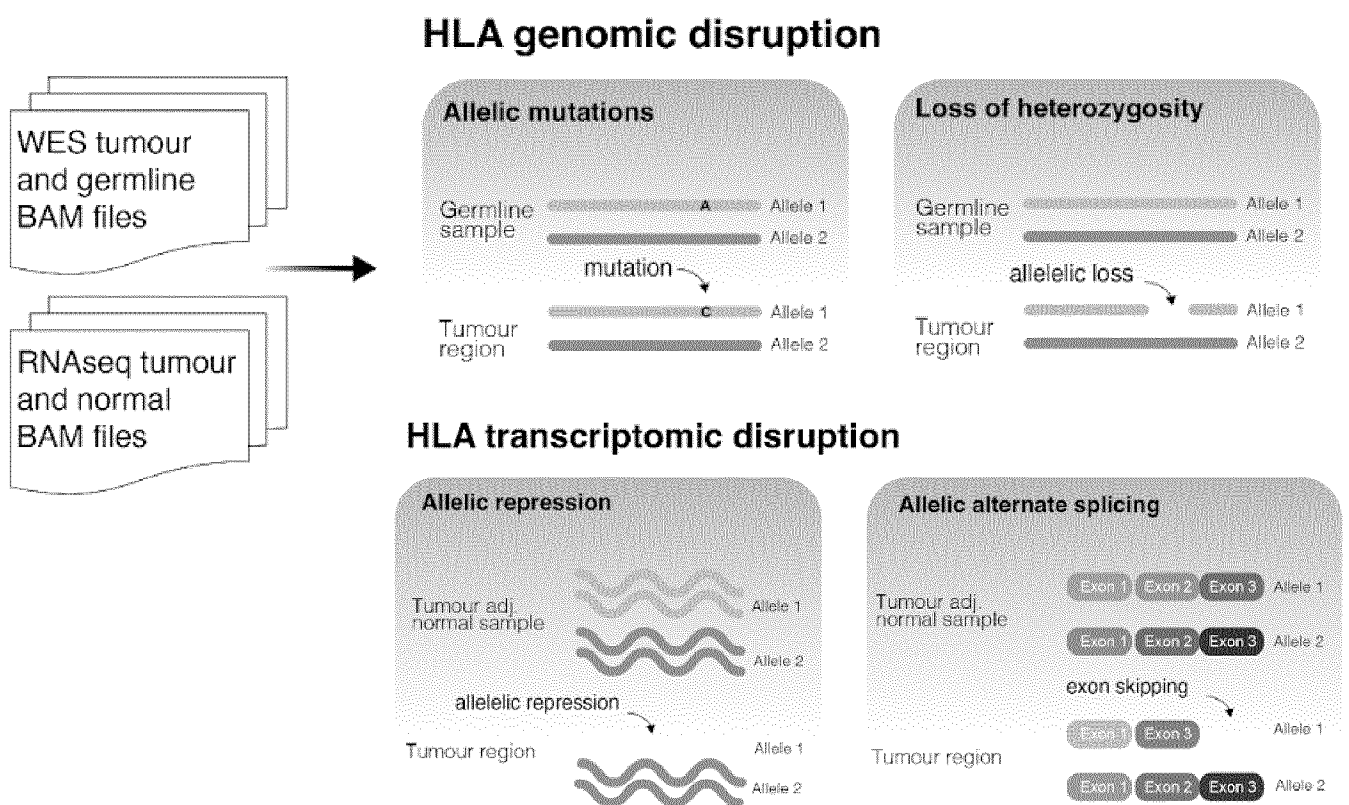 HLA genomic disruption
WES tumour
and germline
BAM files
RNAseq tumour
and normal
BAM files
Allelic mutations
Germline
sample
A
Allele 1
Allele 2
mutation
Tumour
region
C
Allele 1
Allele 2
Loss of heterozygosity
Germline
sample
Allele 1
Allele 2
allelelic loss
Tumour
region
Allele 1
Allele 2
HLA transcriptomic disruption
Allelic repression
Tumour adj.
normal sample
Allele 1
Allele 2
allelelic repression
Tumour region
Allele 1
Allele 2
Allelic alternate splicing
Tumour adj.
normal sample
Exon 1 Exon 2 Exon 3 Allele 1
Exon 1 Exon 2 Exon 3 Allele 2
exon skipping
Tumour region
Exon 1 Exon 3 Allele 1
Exon 1 Exon 2 Exon 3 Allele 2